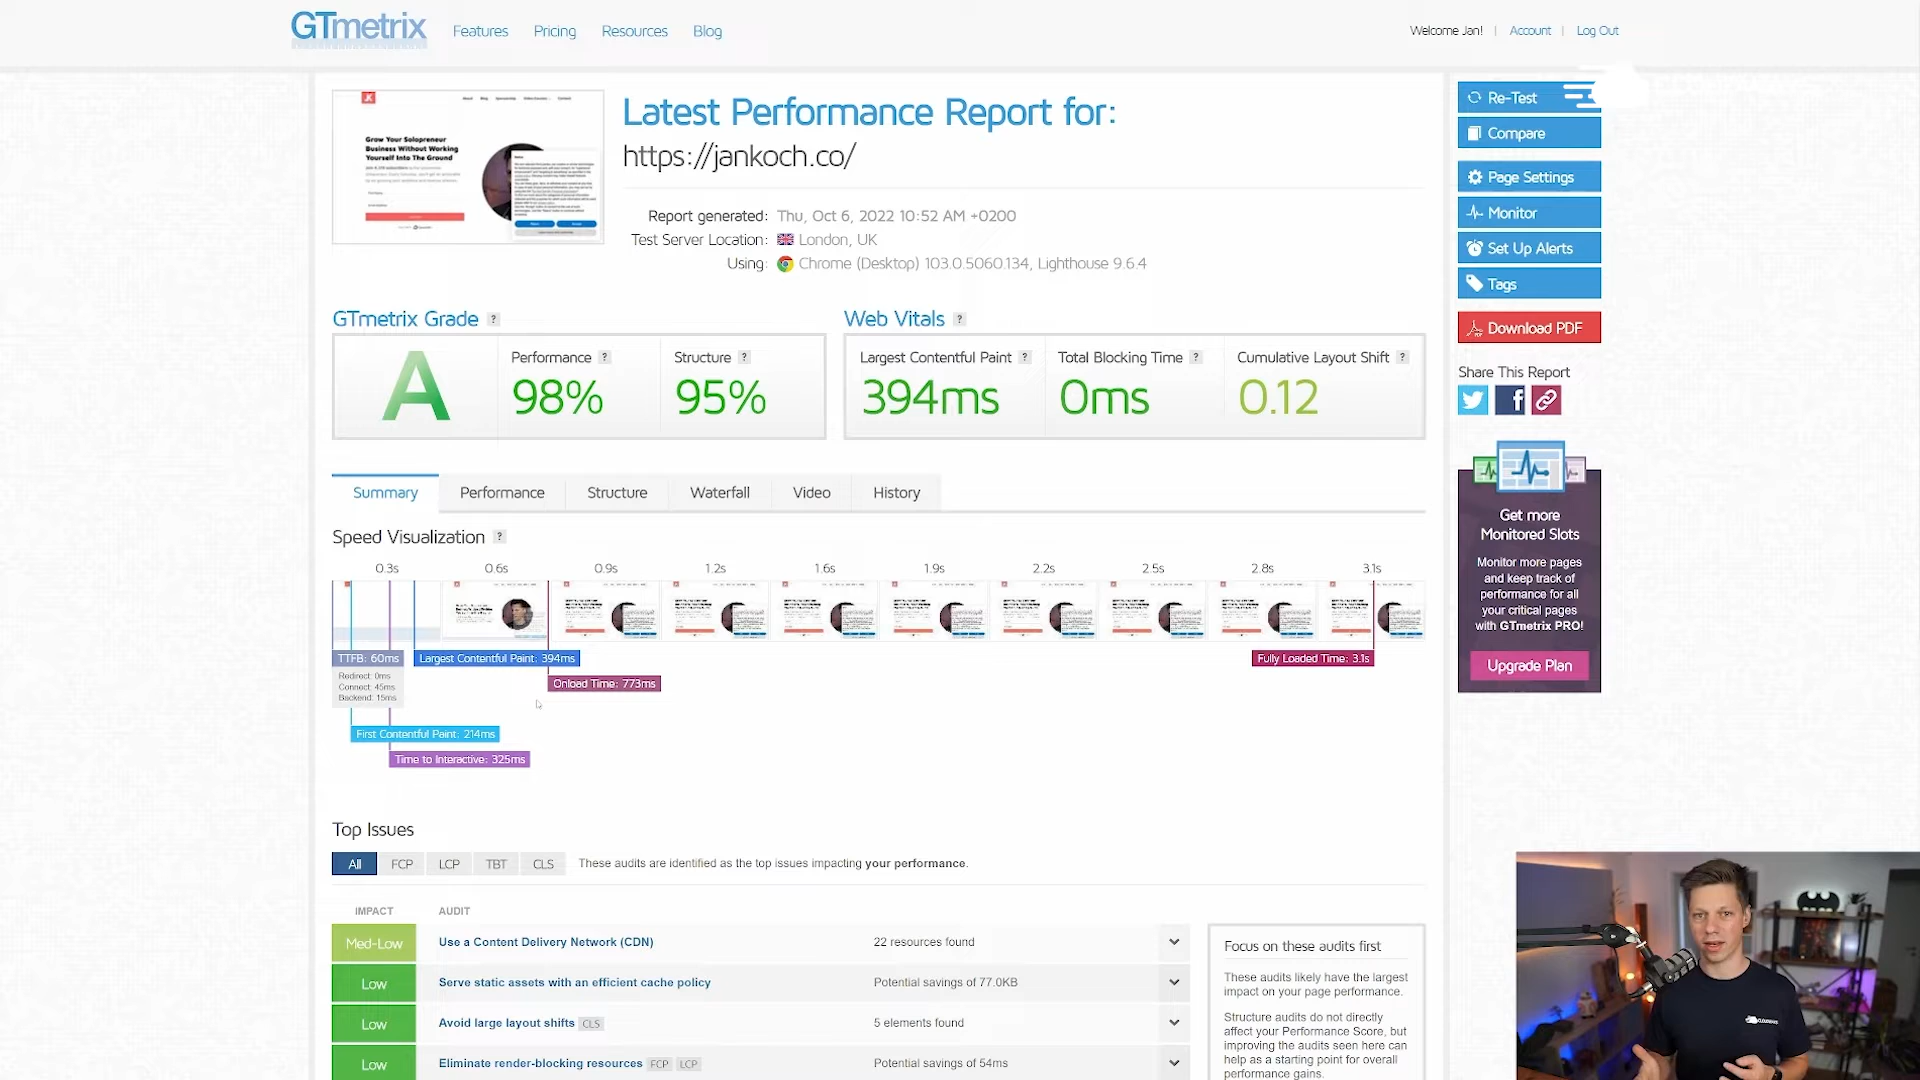 GTmetrix
Features
Pricing
Resources
Blog
Welcome Jan!
Account
Log Out
Grow Your Solopreneur
Business Without Working
Yourself Into The Ground
Latest Performance Report for:
https://jankoch.co/
Report generated: Thu, Oct 6, 2022 10:52 AM +0200
Test Server Location: London, UK
Using: Chrome (Desktop) 103.0.5060.134, Lighthouse 9.6.4
Re-Test
Compare
Page Settings
Monitor
Set Up Alerts
Tags
Download PDF
Share This Report
GTmetrix Grade ?
A
Performance ?
98%
Structure ?
95%
Web Vitals ?
Largest Contentful Paint ?
394ms
Total Blocking Time ?
0ms
Cumulative Layout Shift ?
0.12
Get more
Monitored Slots
Monitor more pages
and keep track of
performance for all
your critical pages
with GTmetrix PRO!
Upgrade Plan
Summary
Performance
Structure
Waterfall
Video
History
Speed Visualization ?
0.3s
0.6s
0.9s
1.2s
1.6s
1.9s
2.2s
2.5s
2.8s
3.1s
TTFB: 60ms
Redirect: 0ms
Connect: 45ms
Backend: 15ms
Largest Contentful Paint: 394ms
Onload Time: 773ms
Fully Loaded Time: 3.1s
First Contentful Paint: 214ms
Time to Interactive: 325ms
Top Issues
All
FCP
LCP
TBT
CLS
These audits are identified as the top issues impacting your performance.
IMPACT
AUDIT
Med-Low
Use a Content Delivery Network (CDN)
22 resources found
Low
Serve static assets with an efficient cache policy
Potential savings of 77.0KB
Low
Avoid large layout shifts CLS
5 elements found
Low
Eliminate render-blocking resources FCP LCP
Potential savings of 54ms
Focus on these audits first
These audits likely have the largest
impact on your page performance.
Structure audits do not directly
affect your Performance Score, but
improving the audits seen here can
help as a starting point for overall
performance gains.